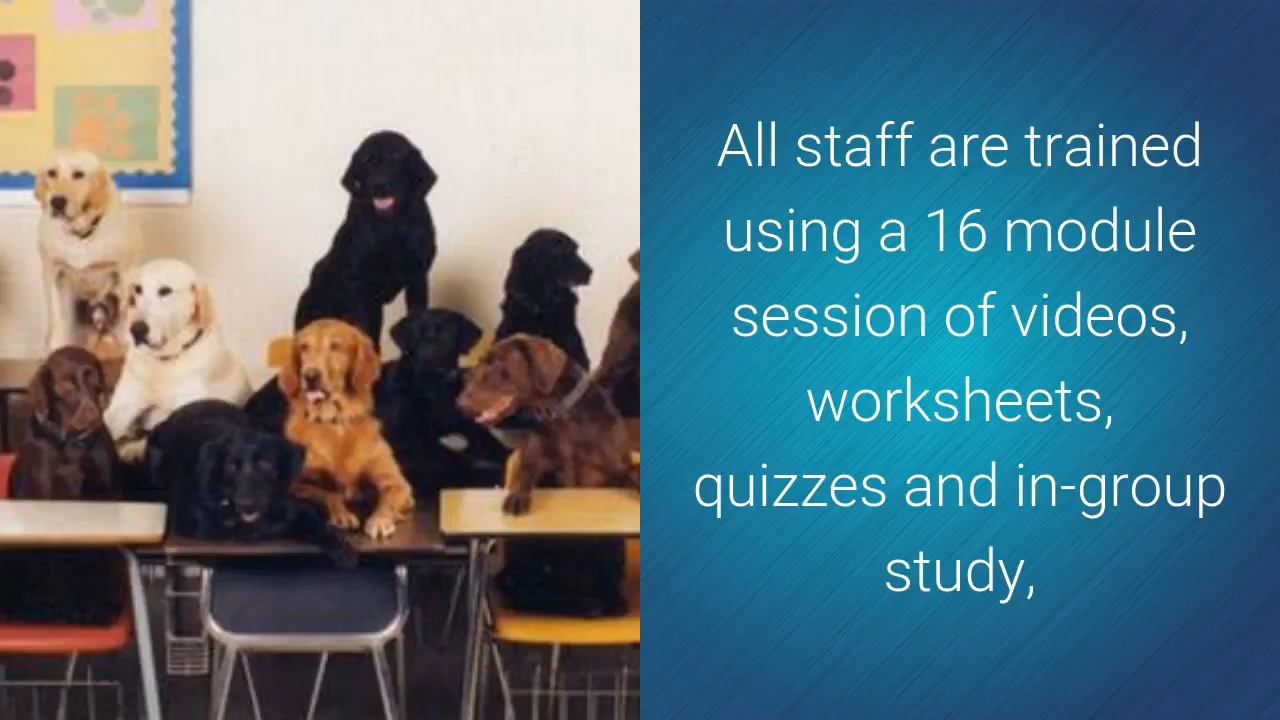 All staff are trained
using a 16 module
session of videos,
worksheets,
quizzes and in-group
study,